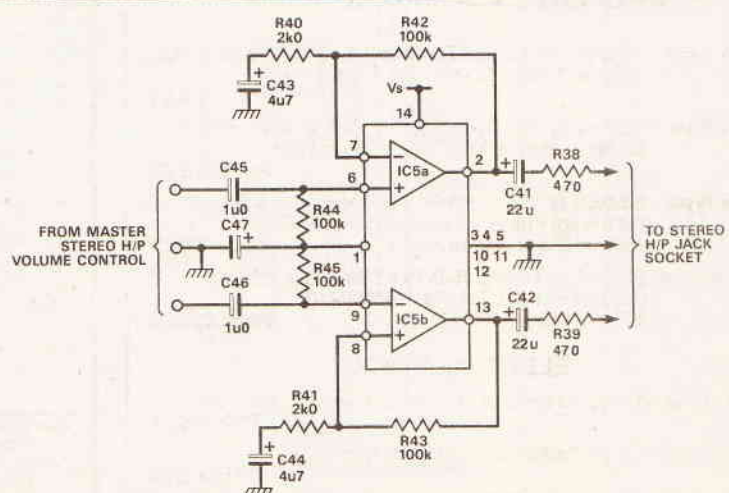 R40
2k0
R42
100k
C43
4u7
Vs
14
7
−
IC5a
2
+
6
+
C45
1u0
C47
+
R44
100k
C41
22u
R38
470
FROM MASTER
STEREO H/P
VOLUME CONTROL
1
3 4 5
10 11
12
TO STEREO
H/P JACK
SOCKET
R45
100k
C46
1u0
9
−
IC5b
13
+
8
+
C42
22u
R39
470
R41
2k0
R43
100k
C44
4u7
+
+